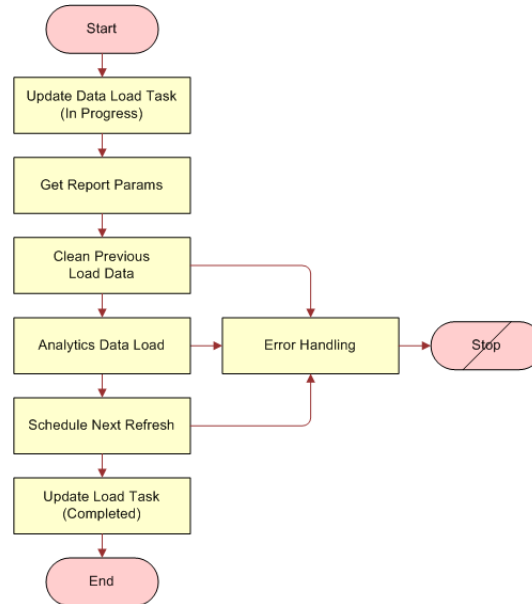 Start
Update Data Load Task
(In Progress)
Get Report Params
Clean Previous
Load Data
Analytics Data Load
Error Handling
Stop
Schedule Next Refresh
Update Load Task
(Completed)
End